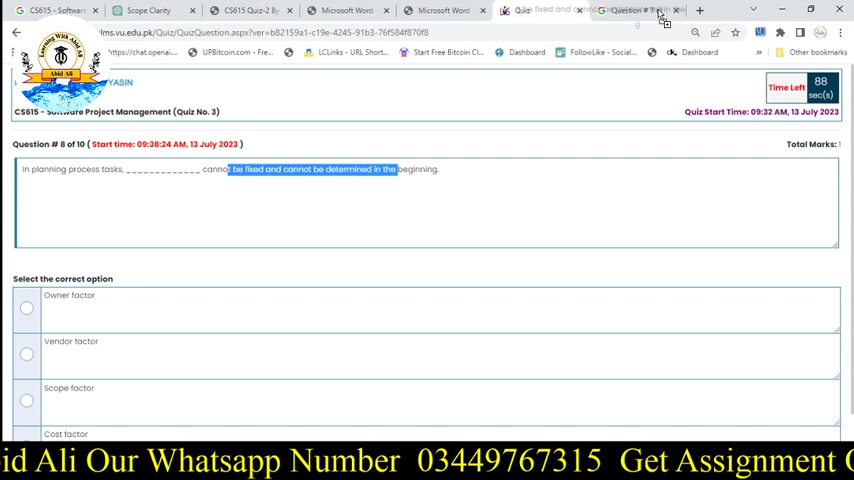 CS615 - Softwar
Scope Clarity
CS615 Quiz-2 By
Microsoft Word
Microsoft Word
Quiz
Question # 7
vlms.vu.edu.pk/Quiz/QuizQuestion.aspx?ver=b82159a1-c19e-4245-91b3-76f584f870f8
https://chat.openai....
UPBitcoin.com - Fre...
LCLinks - URL Short...
Start Free Bitcoin Cl...
Dashboard
FollowLike - Social...
Dashboard
»
Other bookmarks
Learning With Abid Ali
Abid Ali
YASIN
Time Left
88
sec(s)
CS615 - Software Project Management (Quiz No. 3)
Quiz Start Time: 09:32 AM, 13 July 2023
Question # 8 of 10 ( Start time: 09:38:24 AM, 13 July 2023 )
Total Marks: 1
In planning process tasks, _____________ cannot be fixed and cannot be determined in the beginning.
Select the correct option
Owner factor
Vendor factor
Scope factor
Cost factor
bid Ali Our Whatsapp Number 03449767315 Get Assignment